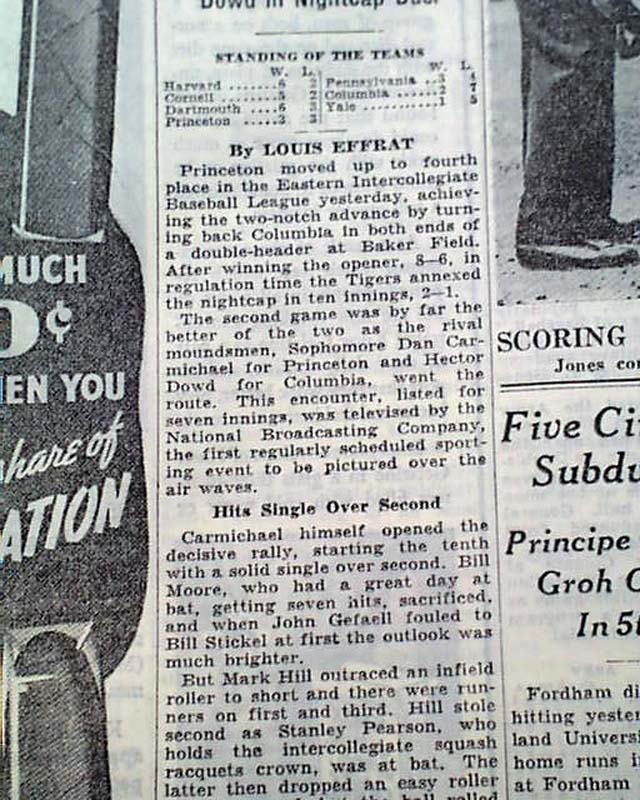 Dowd in Nightcap Duel
STANDING OF THE TEAMS
W. L. W. L.
Harvard .......6 2 Pennsylvania ..3 4
Cornell ........5 2 Columbia ......2 7
Dartmouth .....6 3 Yale ...........1 5
Princeton .....3 3
By LOUIS EFFRAT
Princeton moved up to fourth
place in the Eastern Intercollegiate
Baseball League yesterday, achiev-
ing the two-notch advance by turn-
ing back Columbia in both ends of
a double-header at Baker Field.
After winning the opener, 8–6, in
regulation time the Tigers annexed
the nightcap in ten innings, 2–1.
The second game was by far the
better of the two as the rival
moundsmen, Sophomore Dan Car-
michael for Princeton and Hector
Dowd for Columbia, went the
route. This encounter, listed for
seven innings, was televised by the
National Broadcasting Company,
the first regularly scheduled sport-
ing event to be pictured over the
air waves.
Hits Single Over Second
Carmichael himself opened the
decisive rally, starting the tenth
with a solid single over second. Bill
Moore, who had a great day at
bat, getting seven hits, sacrificed,
and when John Gefaell fouled to
Bill Stickel at first the outlook was
much brighter.
But Mark Hill outraced an infield
roller to short and there were run-
ners on first and third. Hill stole
second as Stanley Pearson, who
holds the intercollegiate squash
racquets crown, was at bat. The
latter then dropped an easy roller
MUCH
0¢
EN YOU
share of
ATION
SCORING
Jones co
Five Ci
Subdu
Principe
Groh
In 5
Fordham di
hitting yester
land Universi
home runs i
at Fordham